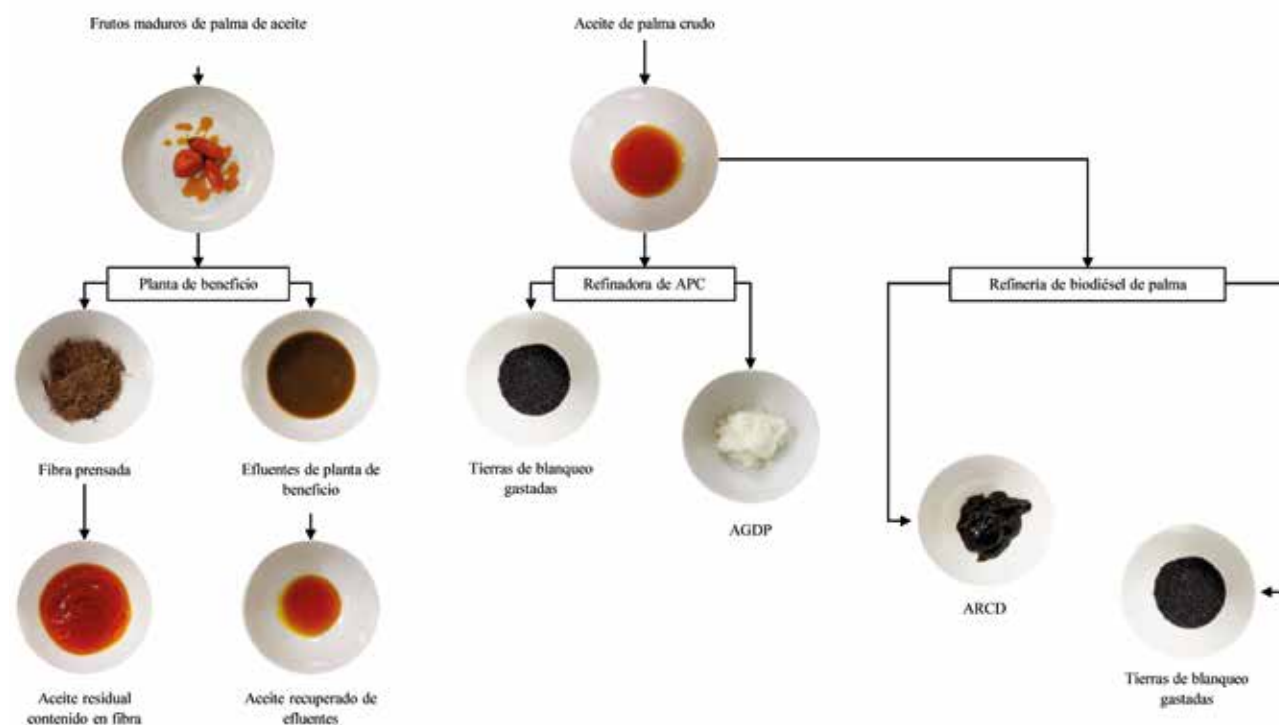 Frutos maduros de palma de aceite
Aceite de palma crudo
Planta de beneficio
Refinadora de APC
Refinería de biodiésel de palma
Fibra prensada
Efluentes de planta de
beneficio
Tierras de blanqueo
gastadas
AGDP
ARCD
Aceite residual
contenido en fibra
Aceite recuperado de
efluentes
Tierras de blanqueo
gastadas